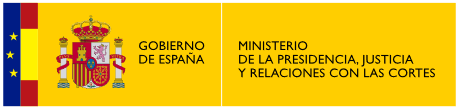 GOBIERNO
DE ESPAÑA
MINISTERIO
DE LA PRESIDENCIA, JUSTICIA
Y RELACIONES CON LAS CORTES